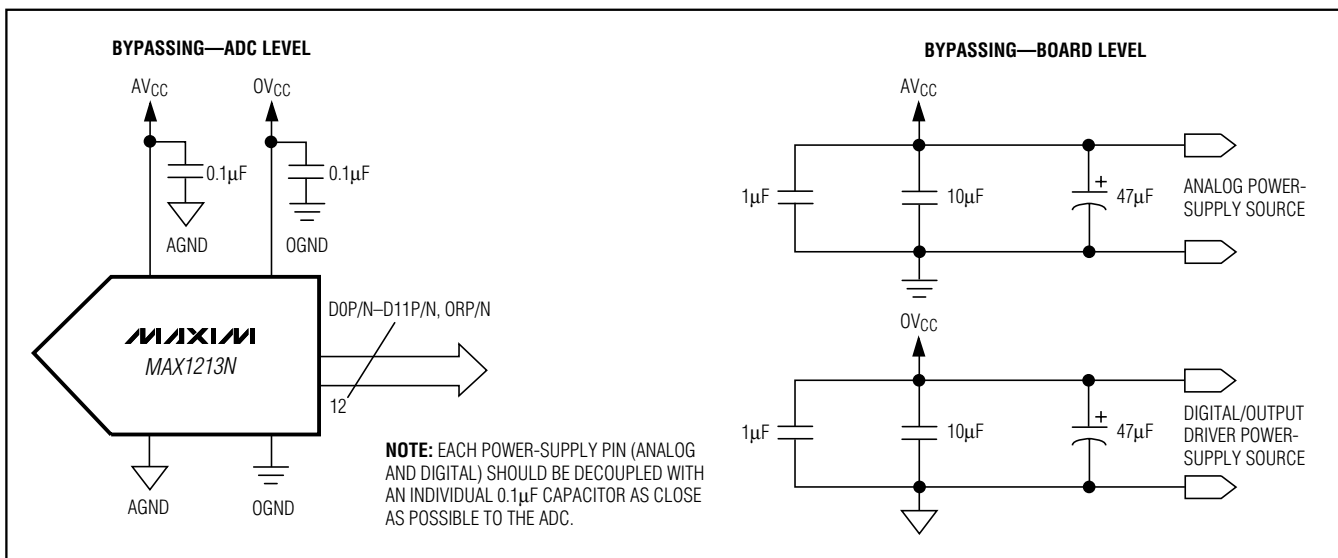 BYPASSING—ADC LEVEL
AVCC
OVCC
0.1µF
0.1µF
AGND
OGND
MAXIM
MAX1213N
D0P/N–D11P/N, ORP/N
12
AGND
OGND
NOTE: EACH POWER-SUPPLY PIN (ANALOG
AND DIGITAL) SHOULD BE DECOUPLED WITH
AN INDIVIDUAL 0.1µF CAPACITOR AS CLOSE
AS POSSIBLE TO THE ADC.
BYPASSING—BOARD LEVEL
AVCC
1µF
10µF
+
47µF
ANALOG POWER-
SUPPLY SOURCE
OVCC
1µF
10µF
+
47µF
DIGITAL/OUTPUT
DRIVER POWER-
SUPPLY SOURCE